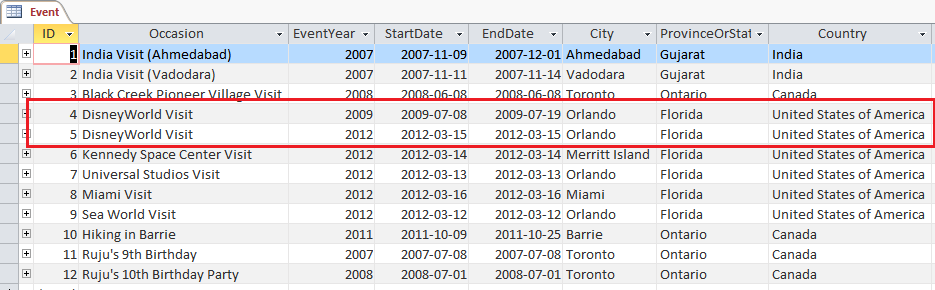 Event
ID Occasion EventYear StartDate EndDate City ProvinceOrStat Country
1 India Visit (Ahmedabad) 2007 2007-11-09 2007-12-01 Ahmedabad Gujarat India
2 India Visit (Vadodara) 2007 2007-11-11 2007-11-14 Vadodara Gujarat India
3 Black Creek Pioneer Village Visit 2008 2008-06-08 2008-06-08 Toronto Ontario Canada
4 DisneyWorld Visit 2009 2009-07-08 2009-07-19 Orlando Florida United States of America
5 DisneyWorld Visit 2012 2012-03-15 2012-03-15 Orlando Florida United States of America
6 Kennedy Space Center Visit 2012 2012-03-14 2012-03-14 Merritt Island Florida United States of America
7 Universal Studios Visit 2012 2012-03-13 2012-03-13 Orlando Florida United States of America
8 Miami Visit 2012 2012-03-16 2012-03-16 Miami Florida United States of America
9 Sea World Visit 2012 2012-03-12 2012-03-12 Orlando Florida United States of America
10 Hiking in Barrie 2011 2011-10-09 2011-10-25 Barrie Ontario Canada
11 Ruju's 9th Birthday 2007 2007-07-08 2007-07-08 Toronto Ontario Canada
12 Ruju's 10th Birthday Party 2008 2008-07-01 2008-07-01 Toronto Ontario Canada